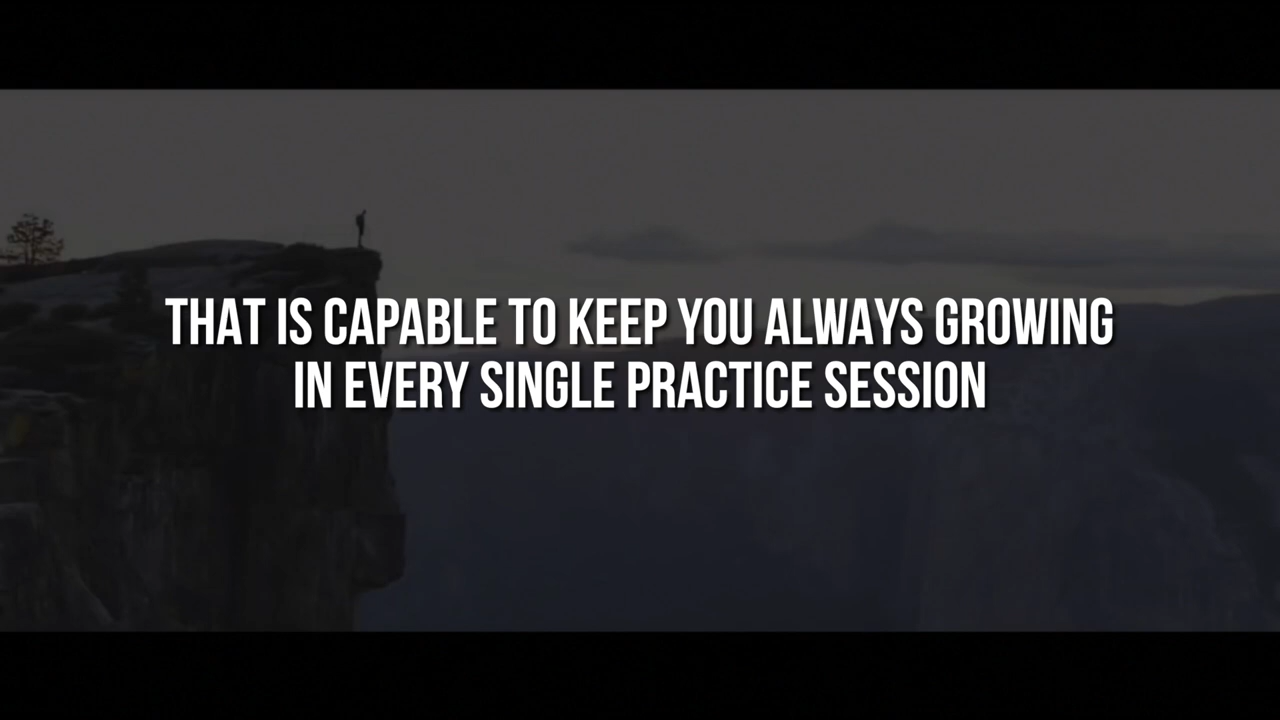 THAT IS CAPABLE TO KEEP YOU ALWAYS GROWING
IN EVERY SINGLE PRACTICE SESSION